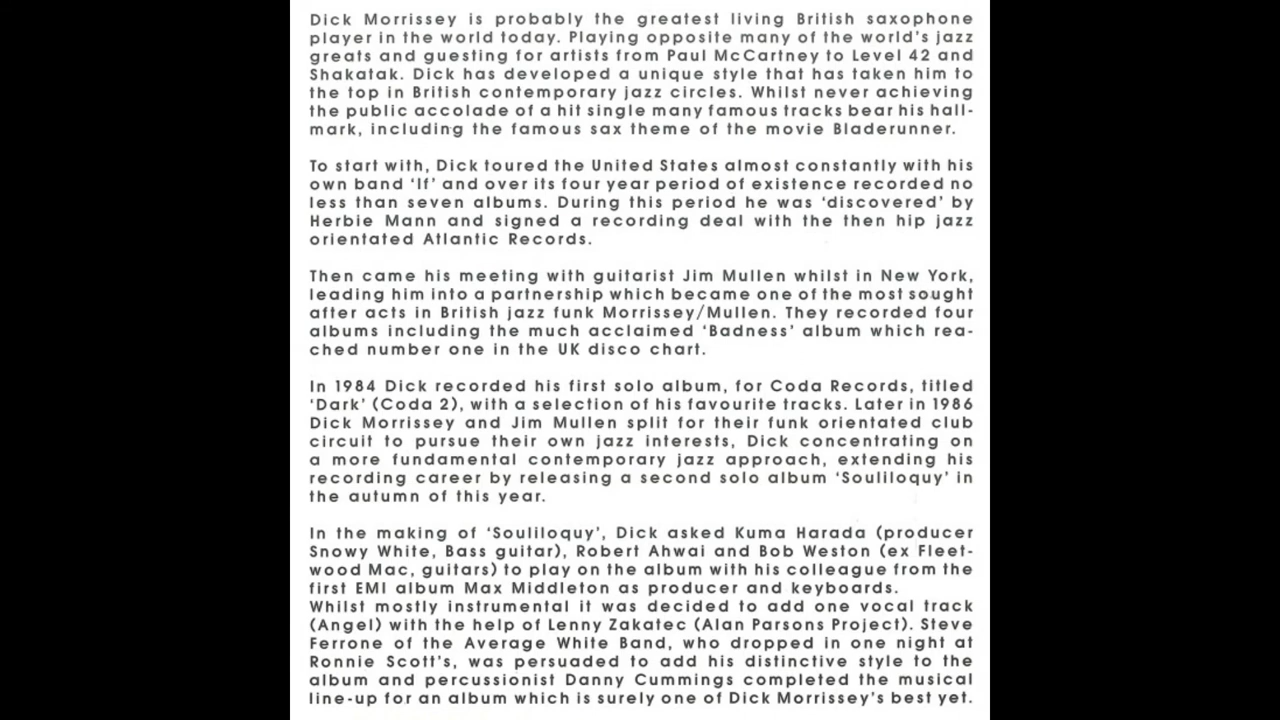 Dick Morrissey is probably the greatest living British saxophone
player in the world today. Playing opposite many of the world's jazz
greats and guesting for artists from Paul McCartney to Level 42 and
Shakatak. Dick has developed a unique style that has taken him to
the top in British contemporary jazz circles. Whilst never achieving
the public accolade of a hit single many famous tracks bear his hall-
mark, including the famous sax theme of the movie Bladerunner.
To start with, Dick toured the United States almost constantly with his
own band 'If' and over its four year period of existence recorded no
less than seven albums. During this period he was 'discovered' by
Herbie Mann and signed a recording deal with the then hip jazz
orientated Atlantic Records.
Then came his meeting with guitarist Jim Mullen whilst in New York,
leading him into a partnership which became one of the most sought
after acts in British jazz funk Morrissey/Mullen. They recorded four
albums including the much acclaimed 'Badness' album which rea-
ched number one in the UK disco chart.
In 1984 Dick recorded his first solo album, for Coda Records, titled
'Dark' (Coda 2), with a selection of his favourite tracks. Later in 1986
Dick Morrissey and Jim Mullen split for their funk orientated club
circuit to pursue their own jazz interests, Dick concentrating on
a more fundamental contemporary jazz approach, extending his
recording career by releasing a second solo album 'Souliloquy' in
the autumn of this year.
In the making of 'Souliloquy', Dick asked Kuma Harada (producer
Snowy White, Bass guitar), Robert Ahwai and Bob Weston (ex Fleet-
wood Mac, guitars) to play on the album with his colleague from the
first EMI album Max Middleton as producer and keyboards.
Whilst mostly instrumental it was decided to add one vocal track
(Angel) with the help of Lenny Zakatec (Alan Parsons Project). Steve
Ferrone of the Average White Band, who dropped in one night at
Ronnie Scott's, was persuaded to add his distinctive style to the
album and percussionist Danny Cummings completed the musical
line-up for an album which is surely one of Dick Morrissey's best yet.